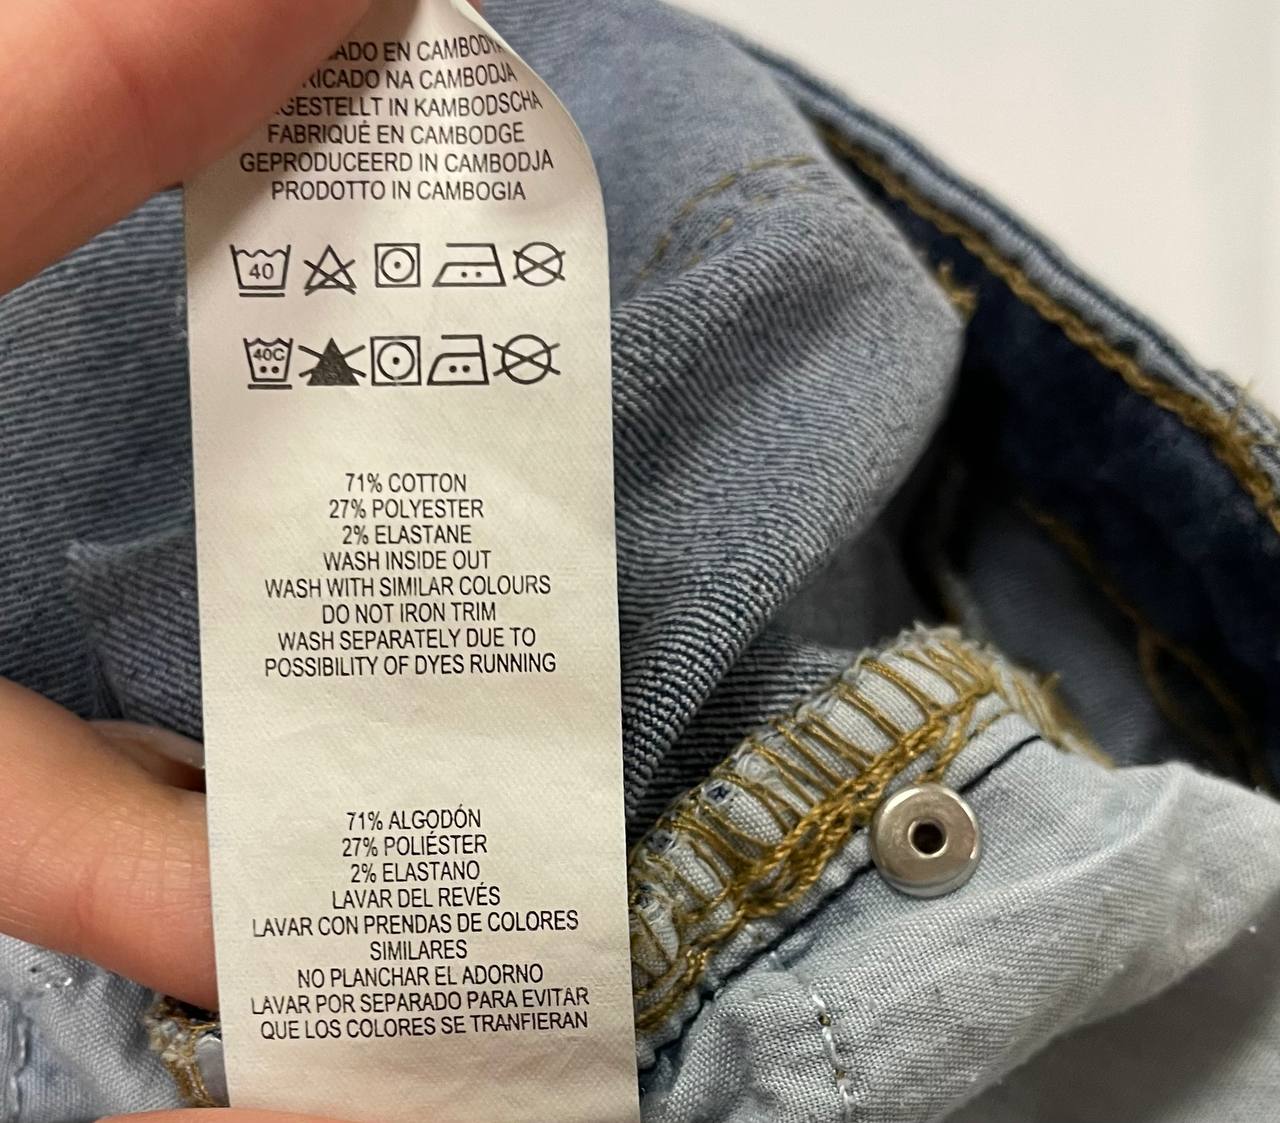 EN CAMBODYA
NA CAMBODJA
IN KAMBODSCHA
FABRIQUÉ EN CAMBODGE
GEPRODUCEERD IN CAMBODJA
PRODOTTO IN CAMBOGIA
40
40C
71% COTTON
27% POLYESTER
2% ELASTANE
WASH INSIDE OUT
WASH WITH SIMILAR COLOURS
DO NOT IRON TRIM
WASH SEPARATELY DUE TO
POSSIBILITY OF DYES RUNNING
71% ALGODÓN
27% POLIÉSTER
2% ELASTANO
LAVAR DEL REVÉS
LAVAR CON PRENDAS DE COLORES
SIMILARES
NO PLANCHAR EL ADORNO
LAVAR POR SEPARADO PARA EVITAR
QUE LOS COLORES SE TRANFIERAN